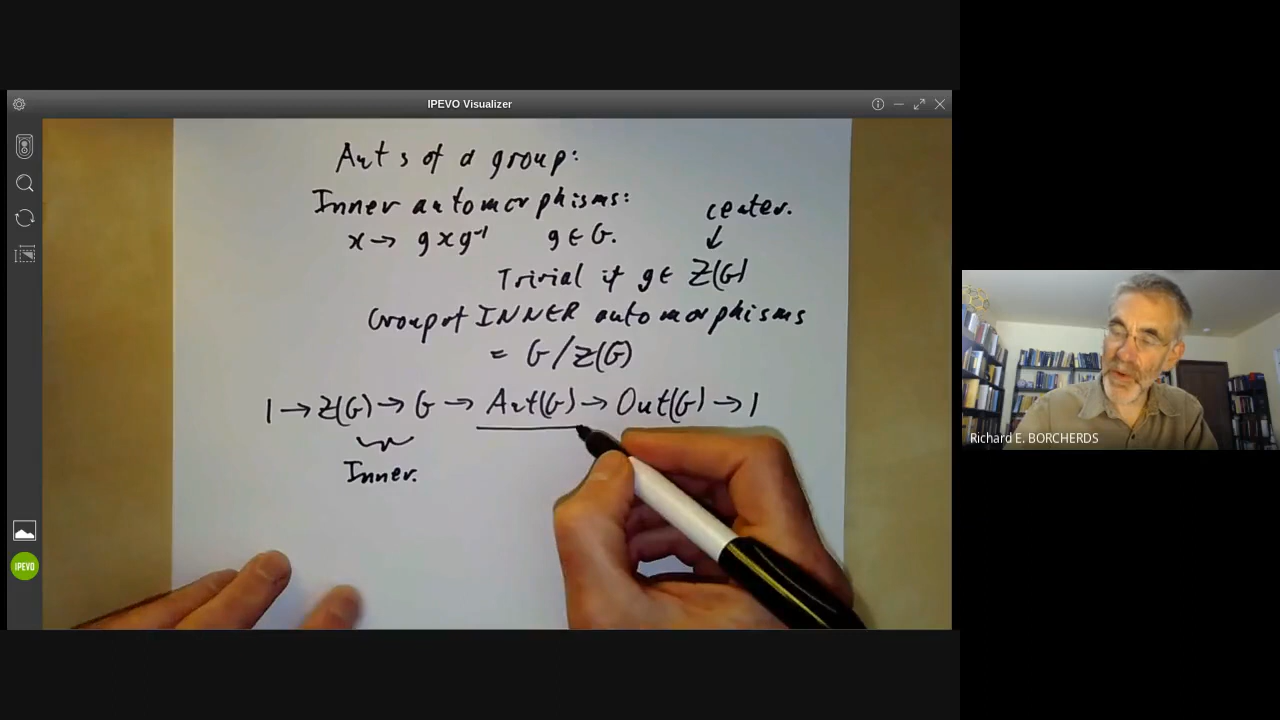 IPEVO Visualizer
Auts of a group:
Inner automorphisms:
center.
x → gxg⁻¹ g ∈ G.
↓
Trivial if g ∈ Z(G)
Group of INNER automorphisms
= G/Z(G)
1 → Z(G) → G → Aut(G) → Out(G) → 1
Inner.
Richard E. BORCHERDS
IPEVO